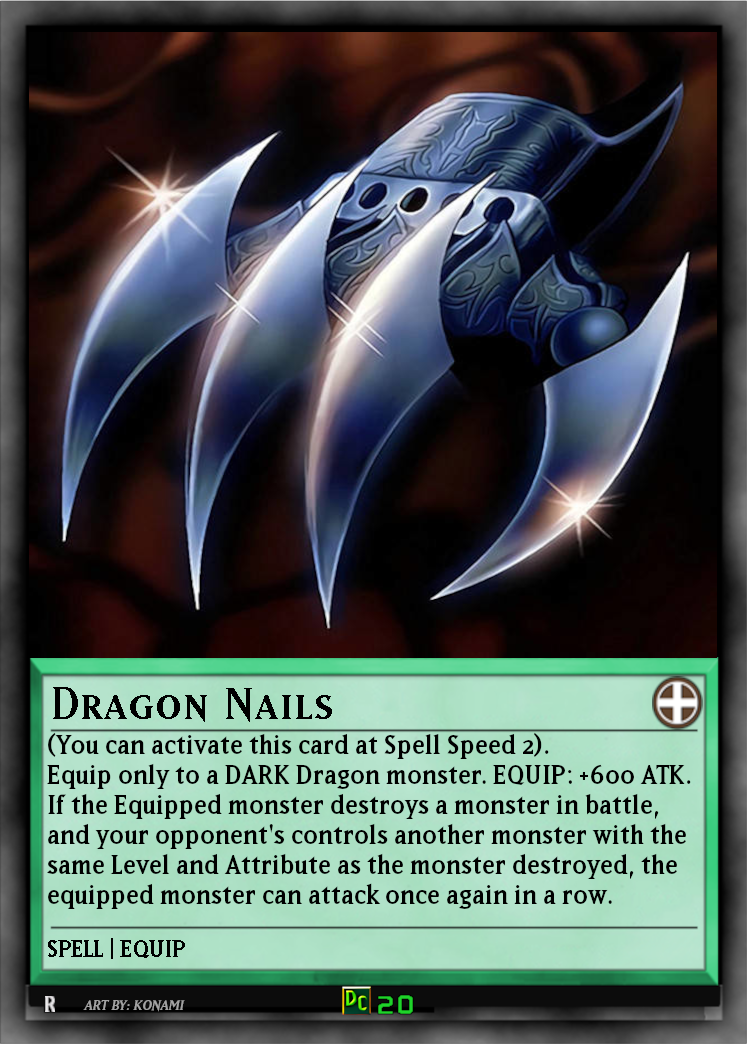 Dragon Nails
(You can activate this card at Spell Speed 2).
Equip only to a DARK Dragon monster. EQUIP: +600 ATK.
If the Equipped monster destroys a monster in battle,
and your opponent's controls another monster with the
same Level and Attribute as the monster destroyed, the
equipped monster can attack once again in a row.
SPELL | EQUIP
R ART BY: KONAMI DC 20